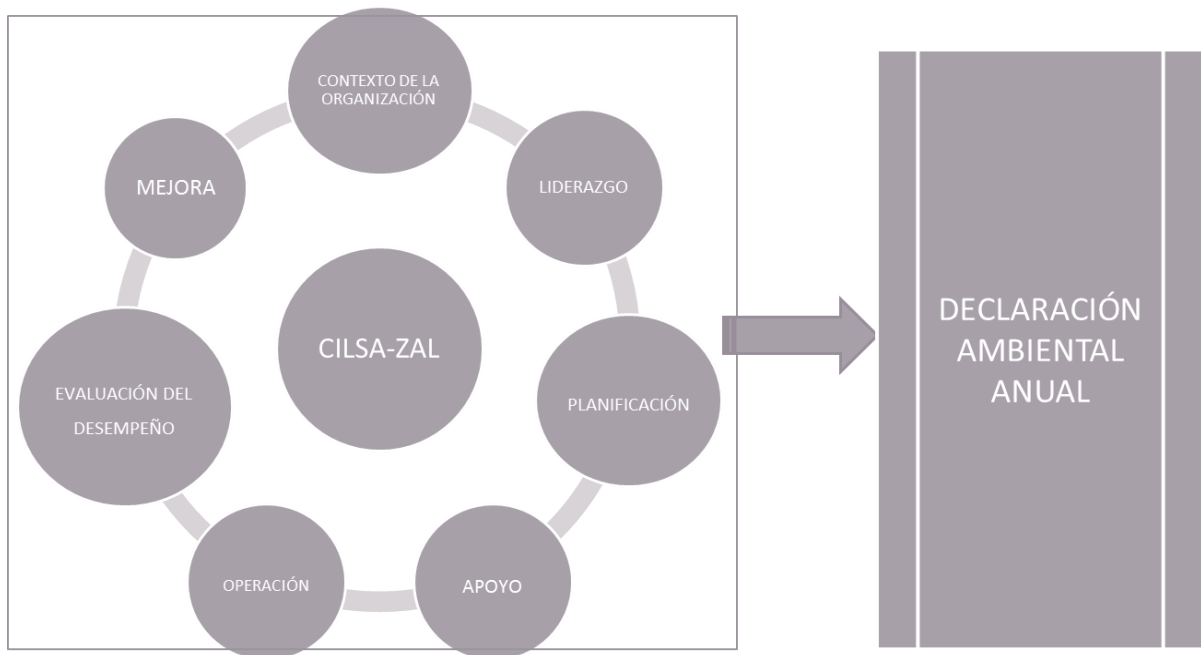 CONTEXTO DE LA
ORGANIZACIÓN
LIDERAZGO
PLANIFICACIÓN
APOYO
OPERACIÓN
EVALUACIÓN DEL
DESEMPEÑO
MEJORA
CILSA-ZAL
DECLARACIÓN
AMBIENTAL
ANUAL